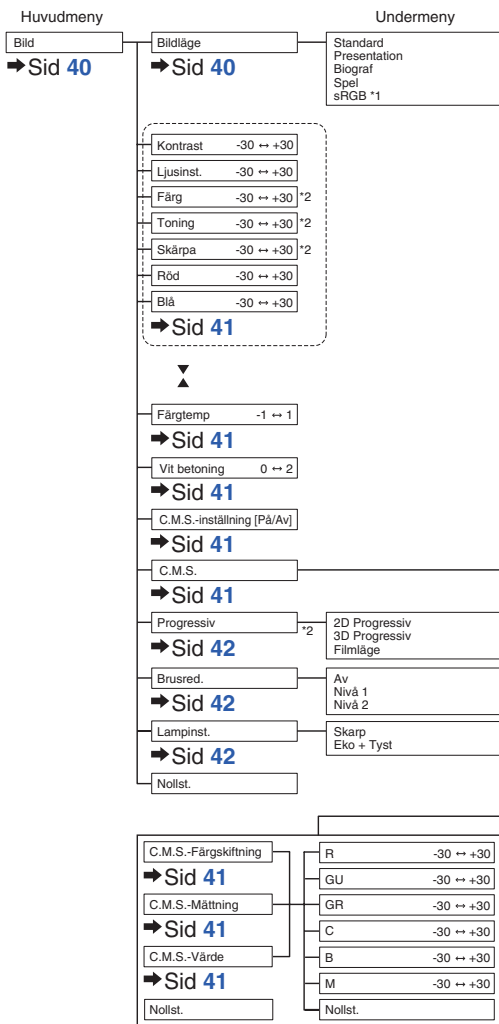 Huvudmeny
Undermeny
Bild
➡Sid 40
Bildläge
➡Sid 40
Standard
Presentation
Biograf
Spel
sRGB *1
Kontrast -30 ↔ +30
Ljusinst. -30 ↔ +30
Färg -30 ↔ +30 *2
Toning -30 ↔ +30 *2
Skärpa -30 ↔ +30 *2
Röd -30 ↔ +30
Blå -30 ↔ +30
➡Sid 41
Färgtemp -1 ↔ 1
➡Sid 41
Vit betoning 0 ↔ 2
➡Sid 41
C.M.S.-inställning [På/Av]
➡Sid 41
C.M.S.
➡Sid 41
Progressiv *2
➡Sid 42
2D Progressiv
3D Progressiv
Filmläge
Brusred.
➡Sid 42
Av
Nivå 1
Nivå 2
Lampinst.
➡Sid 42
Skarp
Eko + Tyst
Nollst.
C.M.S.-Färgskiftning
➡Sid 41
C.M.S.-Mättning
➡Sid 41
C.M.S.-Värde
➡Sid 41
Nollst.
R -30 ↔ +30
GU -30 ↔ +30
GR -30 ↔ +30
C -30 ↔ +30
B -30 ↔ +30
M -30 ↔ +30
Nollst.